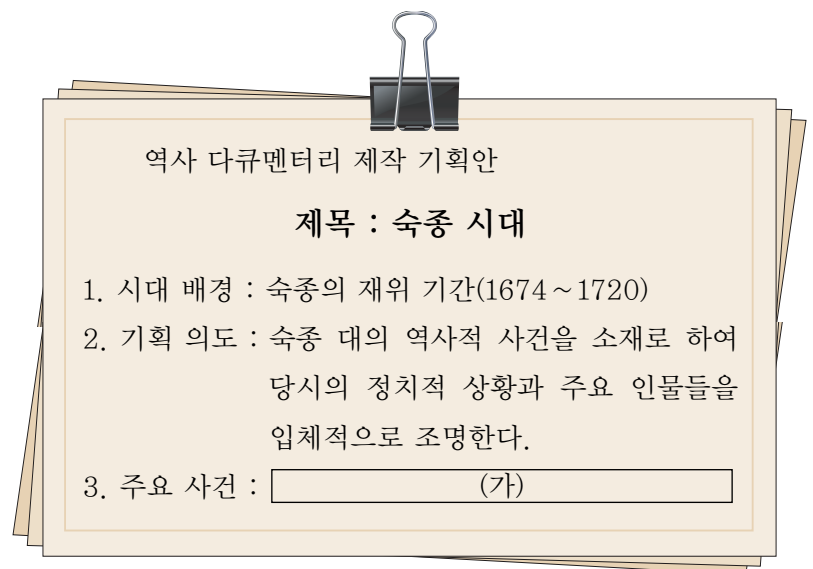 역사 다큐멘터리 제작 기획안
제목 : 숙종 시대
1. 시대 배경 : 숙종의 재위 기간(1674~1720)
2. 기획 의도 : 숙종 대의 역사적 사건을 소재로 하여
당시의 정치적 상황과 주요 인물들을
입체적으로 조명한다.
3. 주요 사건 : (가)